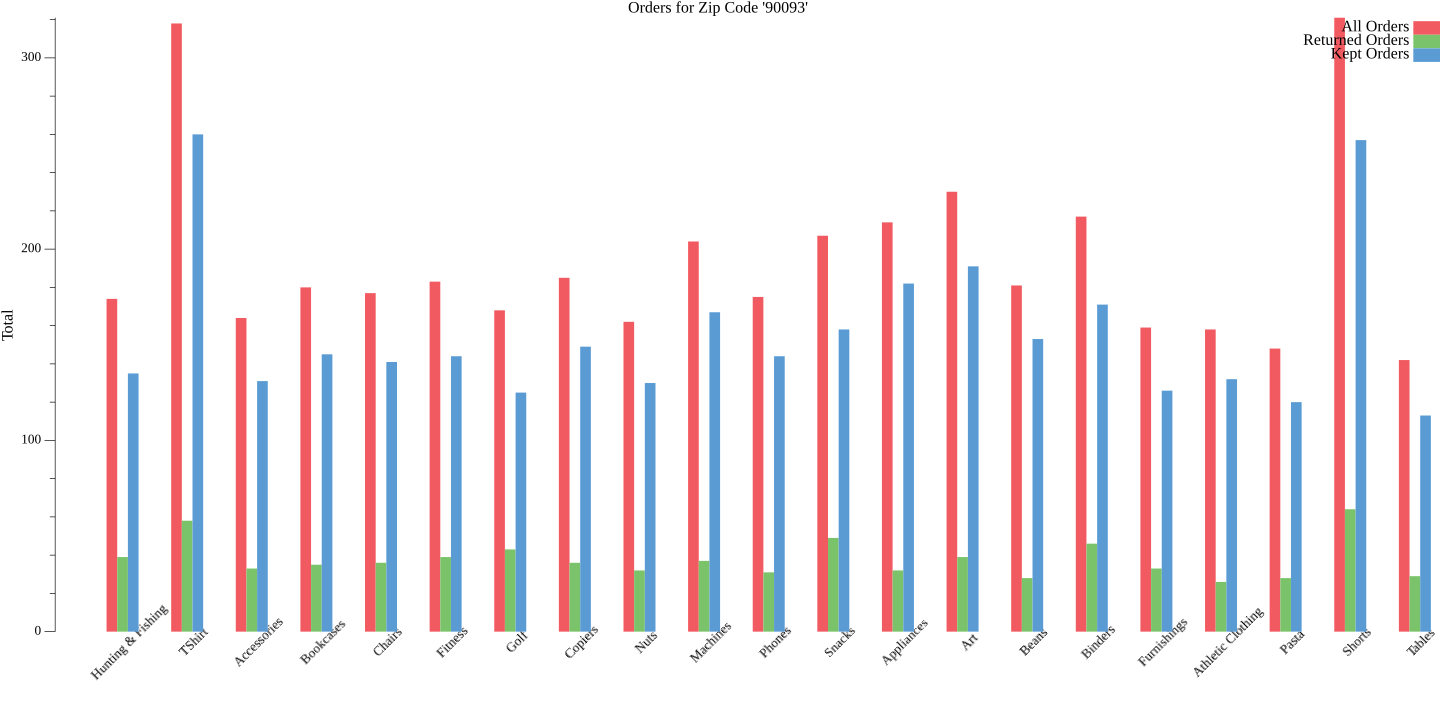 Orders for Zip Code '90093'
All Orders
Returned Orders
Kept Orders
Total
300
200
100
0
Hunting & Fishing
TShirt
Accessories
Bookcases
Chairs
Fitness
Golf
Copiers
Nuts
Machines
Phones
Snacks
Appliances
Art
Beans
Binders
Furnishings
Athletic Clothing
Pasta
Shorts
Tables